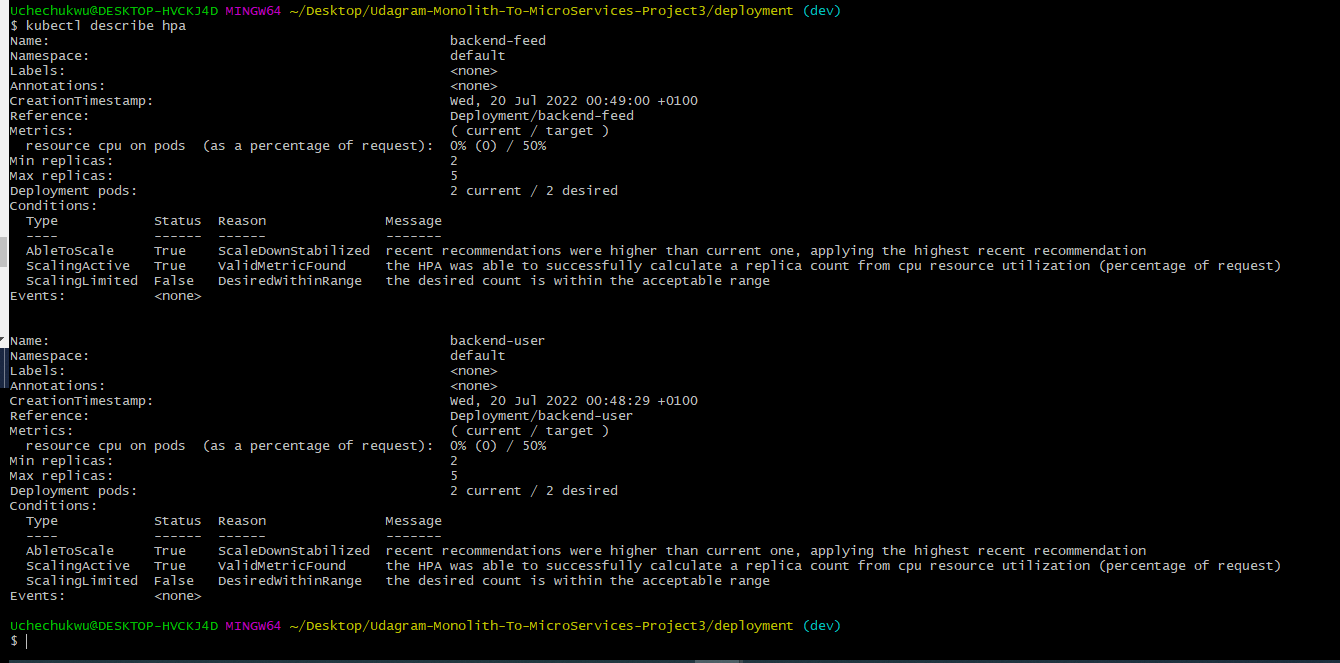 Uchechukwu@DESKTOP-HVCKJ4D MINGW64 ~/Desktop/Udagram-Monolith-To-MicroServices-Project3/deployment (dev)
$ kubectl describe hpa
Name:                                                  backend-feed
Namespace:                                             default
Labels:                                                <none>
Annotations:                                           <none>
CreationTimestamp:                                     Wed, 20 Jul 2022 00:49:00 +0100
Reference:                                             Deployment/backend-feed
Metrics:                                               ( current / target )
  resource cpu on pods  (as a percentage of request):  0% (0) / 50%
Min replicas:                                          2
Max replicas:                                          5
Deployment pods:                                       2 current / 2 desired
Conditions:
  Type            Status  Reason             Message
  ----            ------  ------             -------
  AbleToScale     True    ScaleDownStabilized  recent recommendations were higher than current one, applying the highest recent recommendation
  ScalingActive   True    ValidMetricFound     the HPA was able to successfully calculate a replica count from cpu resource utilization (percentage of request)
  ScalingLimited  False   DesiredWithinRange   the desired count is within the acceptable range
Events:           <none>
Name:                                                  backend-user
Namespace:                                             default
Labels:                                                <none>
Annotations:                                           <none>
CreationTimestamp:                                     Wed, 20 Jul 2022 00:48:29 +0100
Reference:                                             Deployment/backend-user
Metrics:                                               ( current / target )
  resource cpu on pods  (as a percentage of request):  0% (0) / 50%
Min replicas:                                          2
Max replicas:                                          5
Deployment pods:                                       2 current / 2 desired
Conditions:
  Type            Status  Reason               Message
  ----            ------  ------               -------
  AbleToScale     True    ScaleDownStabilized  recent recommendations were higher than current one, applying the highest recent recommendation
  ScalingActive   True    ValidMetricFound     the HPA was able to successfully calculate a replica count from cpu resource utilization (percentage of request)
  ScalingLimited  False   DesiredWithinRange   the desired count is within the acceptable range
Events:           <none>
Uchechukwu@DESKTOP-HVCKJ4D MINGW64 ~/Desktop/Udagram-Monolith-To-MicroServices-Project3/deployment (dev)
$